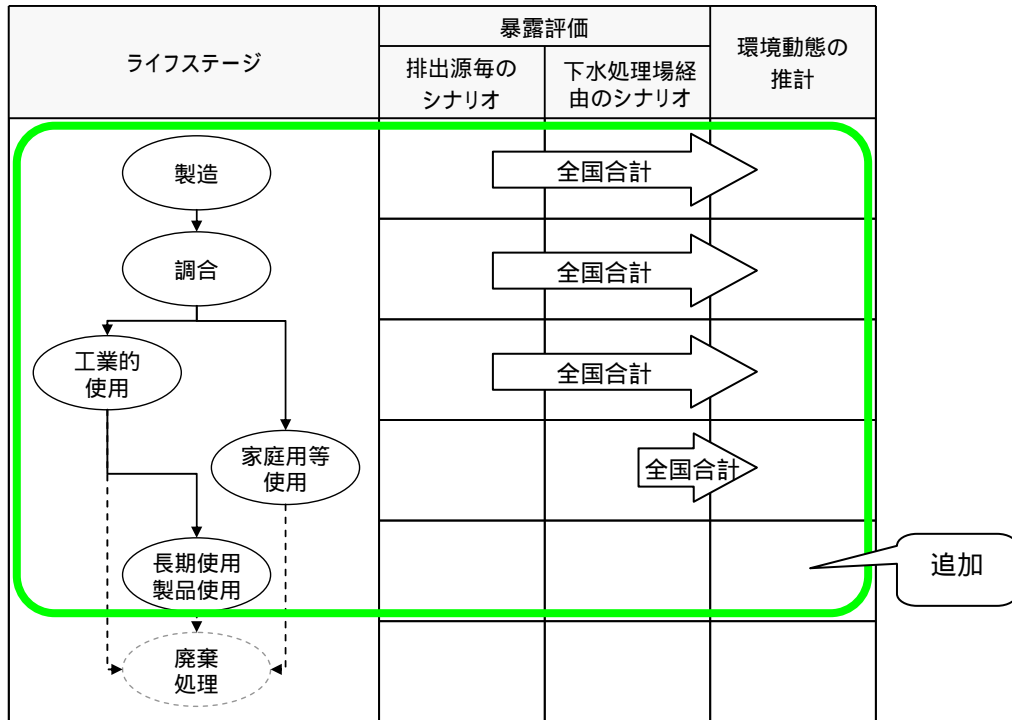 ライフステージ
暴露評価
排出源毎の
シナリオ
下水処理場経
由のシナリオ
環境動態の
推計
製造
全国合計
調合
全国合計
工業的
使用
全国合計
家庭用等
使用
全国合計
長期使用
製品使用
追加
廃棄
処理